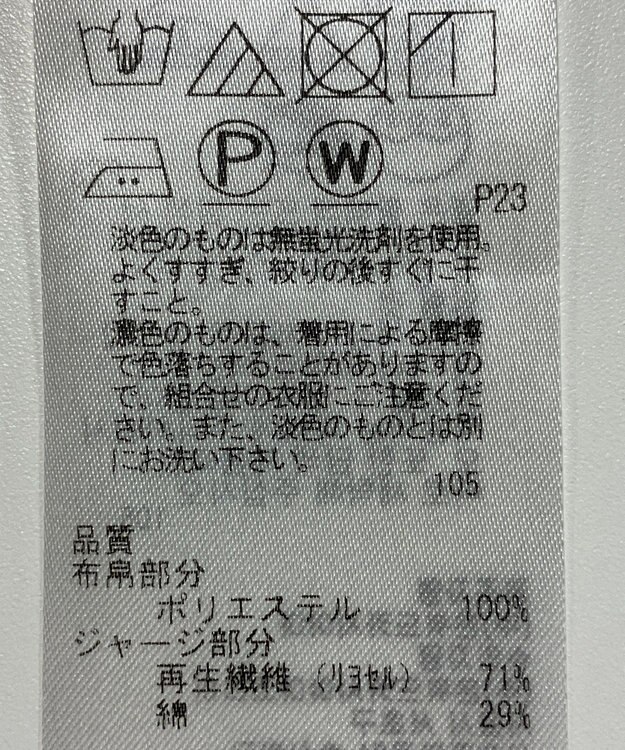 P W
P23
淡色のものは無蛍光洗剤を使用。
よくすすぎ、絞りの後すぐに干
すこと。
濃色のものは、着用による摩擦
で色落ちすることがありますの
で、組合せの衣服にご注意くだ
さい。また、淡色のものとは別
にお洗い下さい。
105
品質
布帛部分
ポリエステル 100%
ジャージ部分
再生繊維 (リヨセル) 71%
綿 29%